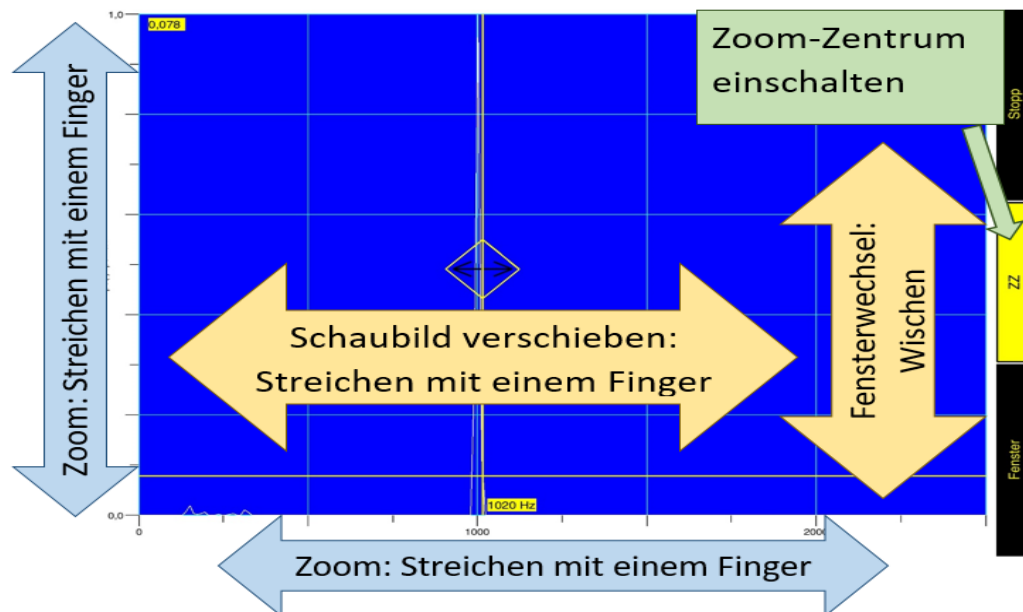 1,0
0,078
Zoom-Zentrum
einschalten
Stopp
Zoom: Streichen mit einem Finger
ZZ
Fensterwechsel:
Wischen
Schaubild verschieben:
Streichen mit einem Finger
Fenster
1020 Hz
0,0
0
1000
Zoom: Streichen mit einem Finger